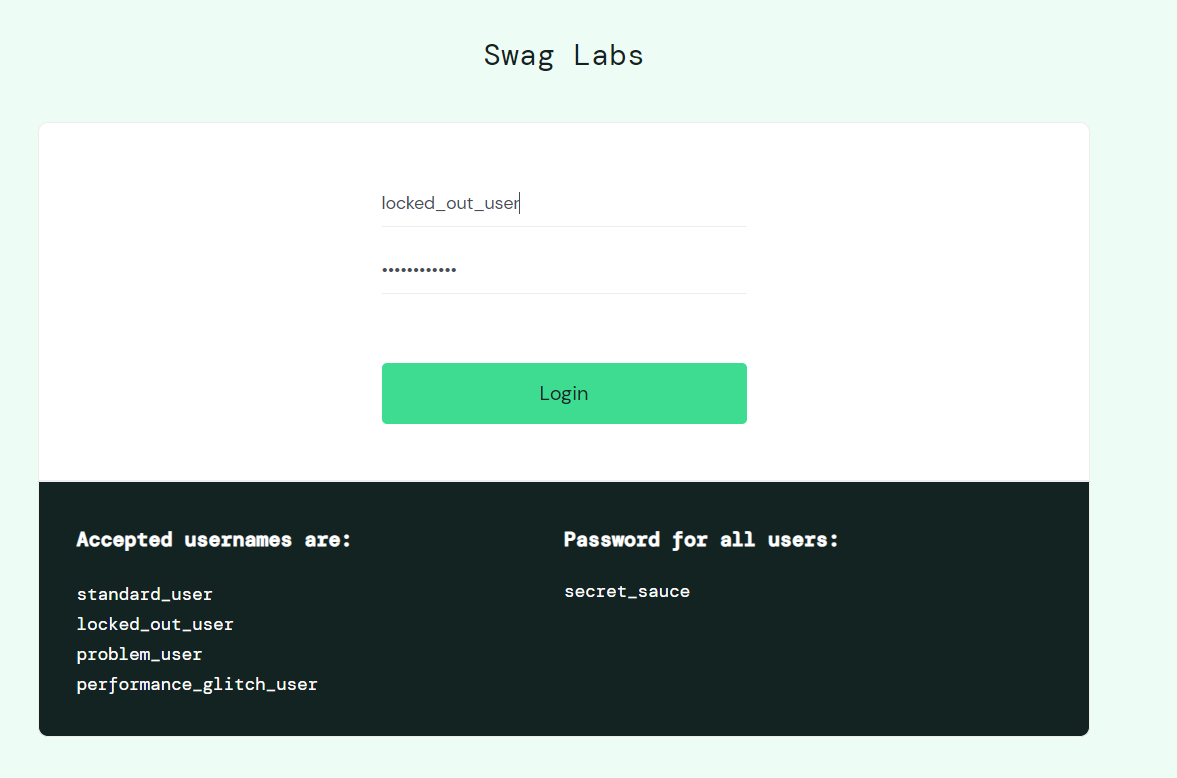 Swag Labs
locked_out_user
••••••••••••
Login
Accepted usernames are:
standard_user
locked_out_user
problem_user
performance_glitch_user
Password for all users:
secret_sauce